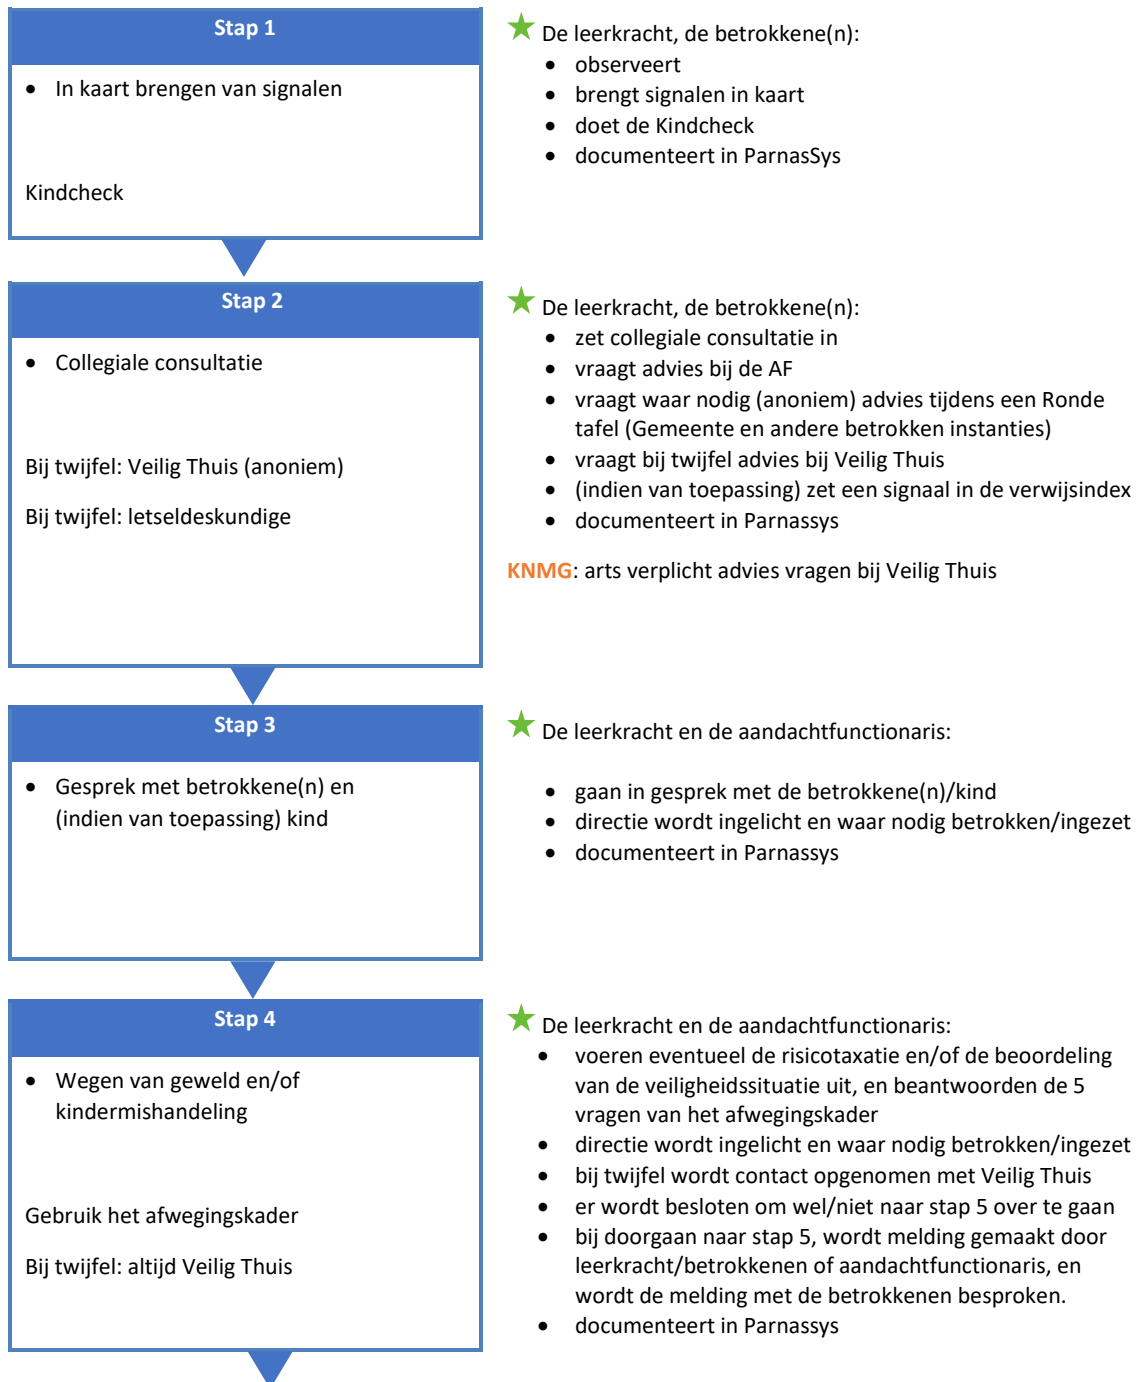 Stap 1
• In kaart brengen van signalen
Kindcheck
De leerkracht, de betrokkene(n):
• observeert
• brengt signalen in kaart
• doet de Kindcheck
• documenteert in ParnasSys
Stap 2
• Collegiale consultatie
Bij twijfel: Veilig Thuis (anoniem)
Bij twijfel: letseldeskundige
De leerkracht, de betrokkene(n):
• zet collegiale consultatie in
• vraagt advies bij de AF
• vraagt waar nodig (anoniem) advies tijdens een Ronde
tafel (Gemeente en andere betrokken instanties)
• vraagt bij twijfel advies bij Veilig Thuis
• (indien van toepassing) zet een signaal in de verwijsindex
• documenteert in Parnassys
KNMG: arts verplicht advies vragen bij Veilig Thuis
Stap 3
• Gesprek met betrokkene(n) en
(indien van toepassing) kind
De leerkracht en de aandachtfunctionaris:
• gaan in gesprek met de betrokkene(n)/kind
• directie wordt ingelicht en waar nodig betrokken/ingezet
• documenteert in Parnassys
Stap 4
• Wegen van geweld en/of
kindermishandeling
Gebruik het afwegingskader
Bij twijfel: altijd Veilig Thuis
De leerkracht en de aandachtfunctionaris:
• voeren eventueel de risicotaxatie en/of de beoordeling
van de veiligheidssituatie uit, en beantwoorden de 5
vragen van het afwegingskader
• directie wordt ingelicht en waar nodig betrokken/ingezet
• bij twijfel wordt contact opgenomen met Veilig Thuis
• er wordt besloten om wel/niet naar stap 5 over te gaan
• bij doorgaan naar stap 5, wordt melding gemaakt door
leerkracht/betrokkenen of aandachtfunctionaris, en
wordt de melding met de betrokkenen besproken.
• documenteert in Parnassys